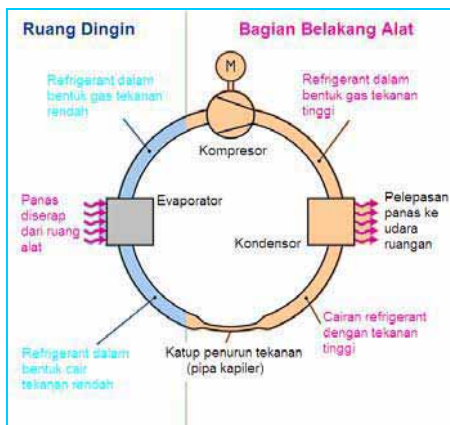 Ruang Dingin
Bagian Belakang Alat
M
Refrigerant dalam
bentuk gas tekanan
rendah
Refrigerant dalam
bentuk gas tekanan
tinggi
Kompresor
Panas
diserap
dari ruang
alat
Evaporator
Kondensor
Pelepasan
panas ke
udara
ruangan
Refrigerant dalam
bentuk cair
tekanan rendah
Katup penurun tekanan
(pipa kapiler)
Cairan refrigerant
dengan tekanan
tinggi